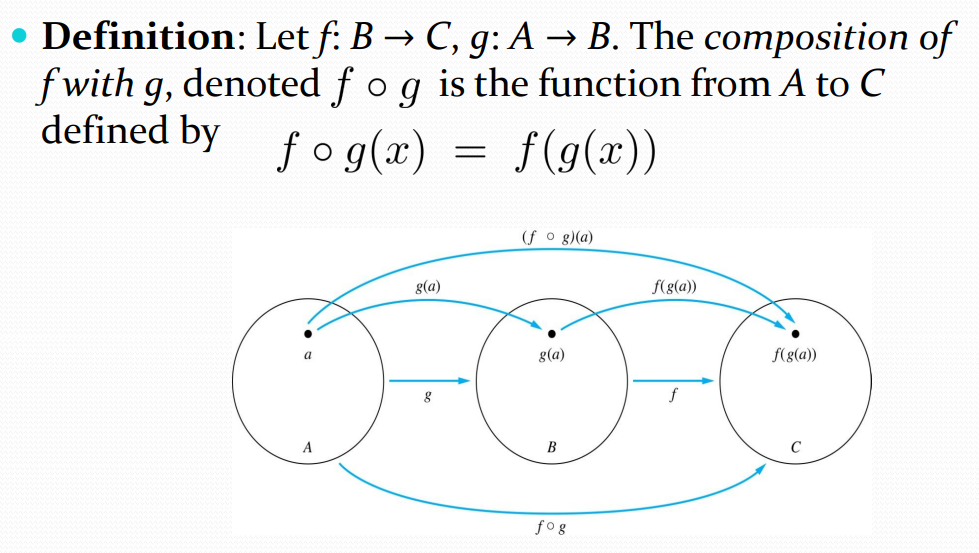 • Definition: Let f: B → C, g: A → B. The composition of
f with g, denoted f ∘ g is the function from A to C
defined by
f ∘ g(x) = f(g(x))
(f ∘ g)(a)
g(a) f(g(a))
a g(a) f(g(a))
g f
A B C
f ∘ g